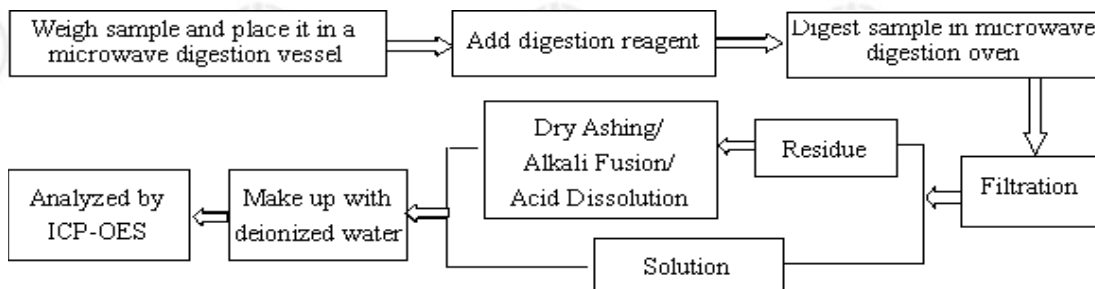 Weigh sample and place it in a
microwave digestion vessel
Add digestion reagent
Digest sample in microwave
digestion oven
Filtration
Residue
Dry Ashing/
Alkali Fusion/
Acid Dissolution
Solution
Make up with
deionized water
Analyzed by
ICP-OES